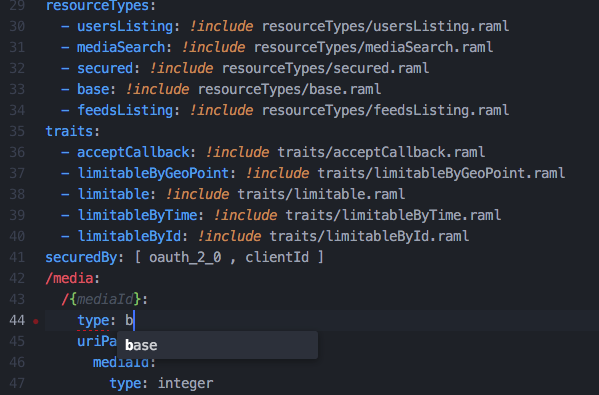 29 resourceTypes:
30 - usersListing: !include resourceTypes/usersListing.raml
31 - mediaSearch: !include resourceTypes/mediaSearch.raml
32 - secured: !include resourceTypes/secured.raml
33 - base: !include resourceTypes/base.raml
34 - feedsListing: !include resourceTypes/feedsListing.raml
35 traits:
36 - acceptCallback: !include traits/acceptCallback.raml
37 - limitableByGeoPoint: !include traits/limitableByGeoPoint.raml
38 - limitable: !include traits/limitable.raml
39 - limitableByTime: !include traits/limitableByTime.raml
40 - limitableById: !include traits/limitableById.raml
41 securedBy: [ oauth_2_0 , clientId ]
42 /media:
43 /{mediaId}:
44 type: b
base
45 uriPa
46 mediaId:
47 type: integer